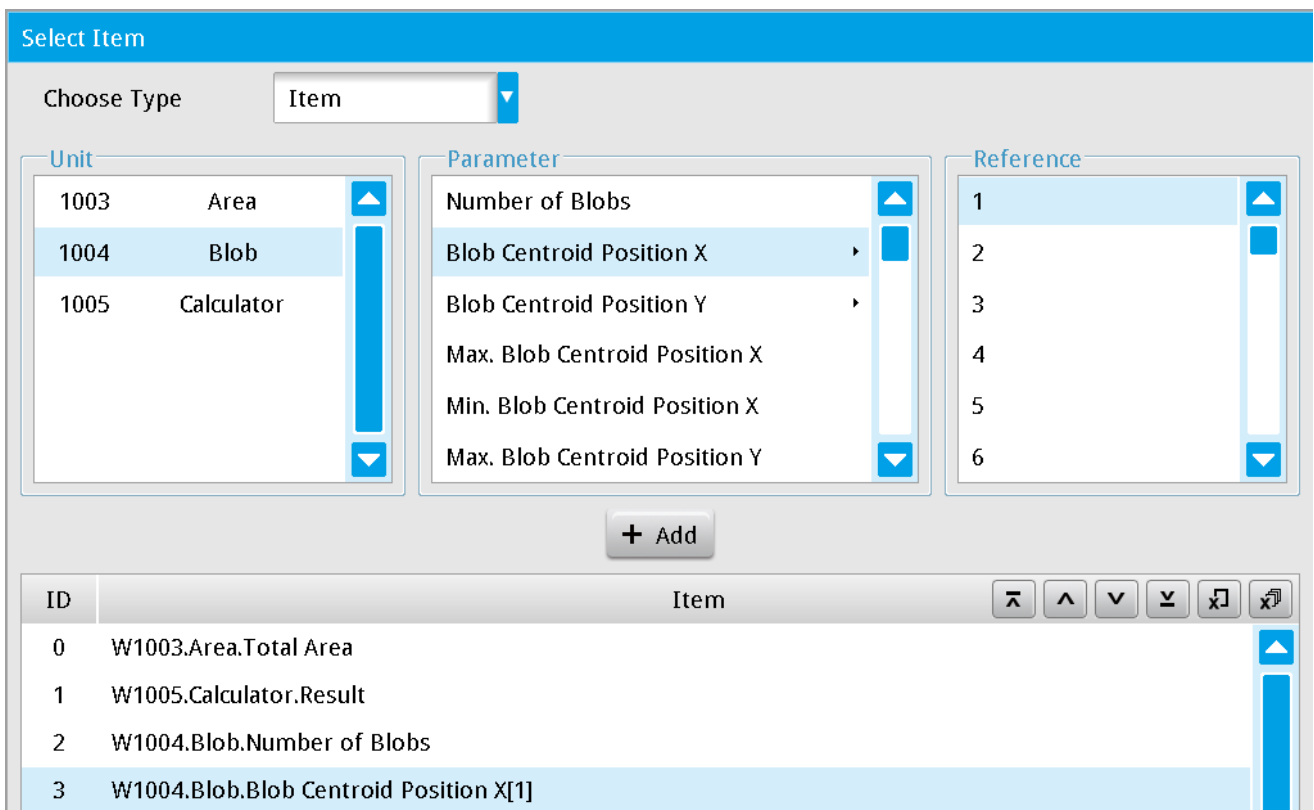 Select Item
Choose Type Item
Unit Parameter Reference
1003 Area Number of Blobs 1
1004 Blob Blob Centroid Position X 2
1005 Calculator Blob Centroid Position Y 3
Max. Blob Centroid Position X 4
Min. Blob Centroid Position X 5
Max. Blob Centroid Position Y 6
+ Add
ID Item
0 W1003.Area.Total Area
1 W1005.Calculator.Result
2 W1004.Blob.Number of Blobs
3 W1004.Blob.Blob Centroid Position X[1]